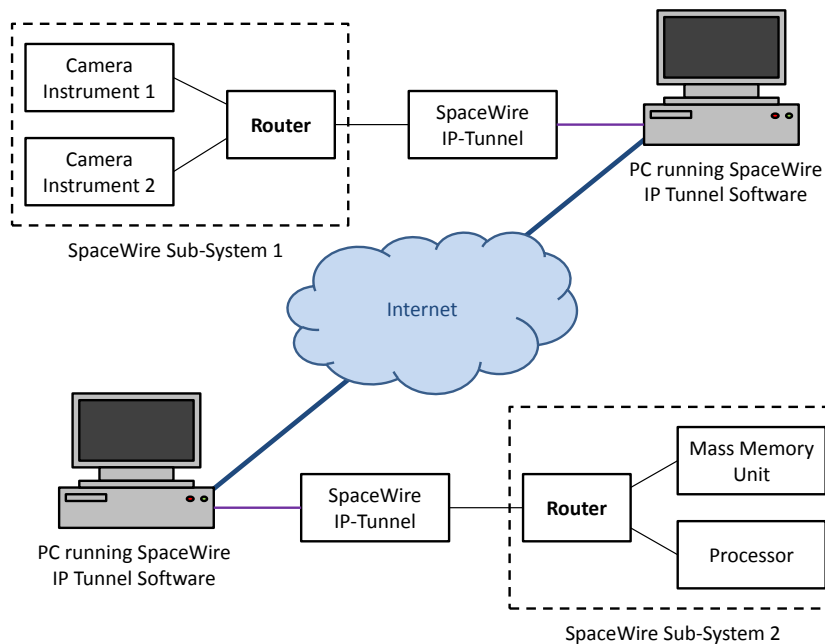 Camera
Instrument 1
Camera
Instrument 2
Router
SpaceWire
IP-Tunnel
PC running SpaceWire
IP Tunnel Software
SpaceWire Sub-System 1
Internet
PC running SpaceWire
IP Tunnel Software
SpaceWire
IP-Tunnel
Router
Mass Memory
Unit
Processor
SpaceWire Sub-System 2